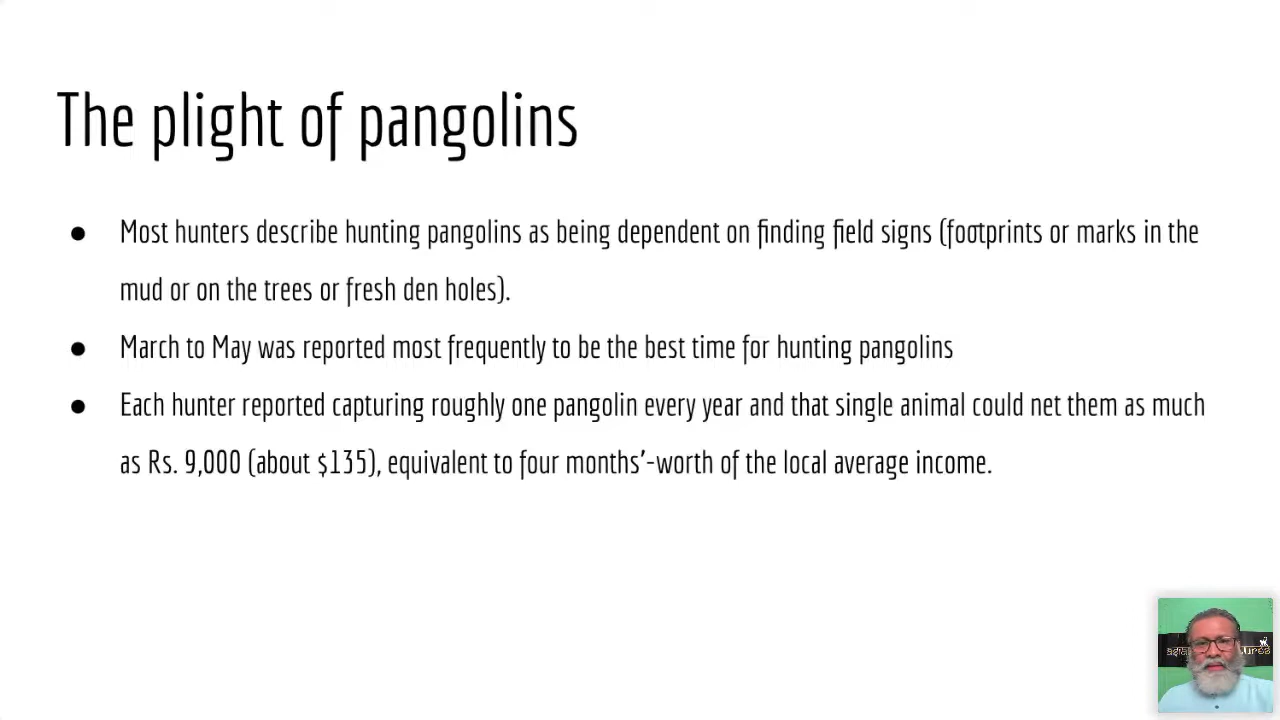 The plight of pangolins
● Most hunters describe hunting pangolins as being dependent on finding field signs (footprints or marks in the
mud or on the trees or fresh den holes).
● March to May was reported most frequently to be the best time for hunting pangolins
● Each hunter reported capturing roughly one pangolin every year and that single animal could net them as much
as Rs. 9,000 (about $135), equivalent to four months'-worth of the local average income.